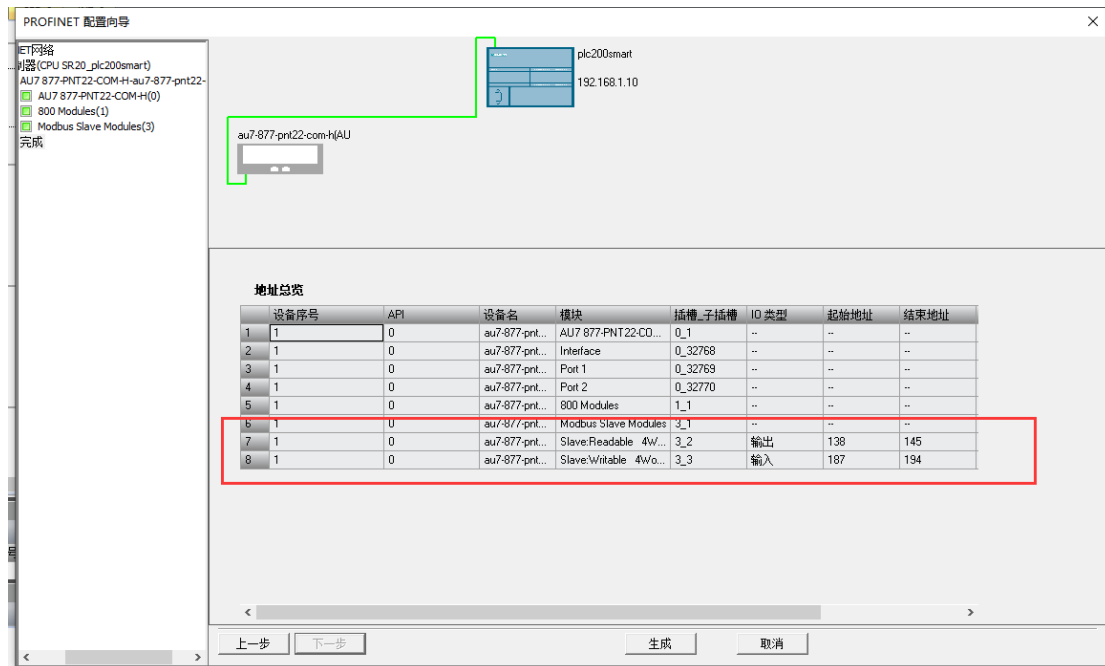 PROFINET 配置向导
ET网络
器(CPU SR20_plc200smart)
AU7 877-PNT22-COM-H-au7-877-pnt22-
AU7 877-PNT22-COM-H(0)
800 Modules(1)
Modbus Slave Modules(3)
完成
plc200smart
192.168.1.10
au7-877-pnt22-com-h(AU
地址总览
设备序号 API 设备名 模块 插槽_子插槽 IO 类型 起始地址 结束地址
1 1 0 au7-877-pnt... AU7 877-PNT22-CO... 0_1 -- -- --
2 1 0 au7-877-pnt... Interface 0_32768 -- -- --
3 1 0 au7-877-pnt... Port 1 0_32769 -- -- --
4 1 0 au7-877-pnt... Port 2 0_32770 -- -- --
5 1 0 au7-877-pnt... 800 Modules 1_1 -- -- --
6 1 0 au7-877-pnt... Modbus Slave Modules 3_1 -- -- --
7 1 0 au7-877-pnt... Slave:Readable 4W... 3_2 输出 138 145
8 1 0 au7-877-pnt... Slave:Writable 4Wo... 3_3 输入 187 194
上一步 下一步 生成 取消